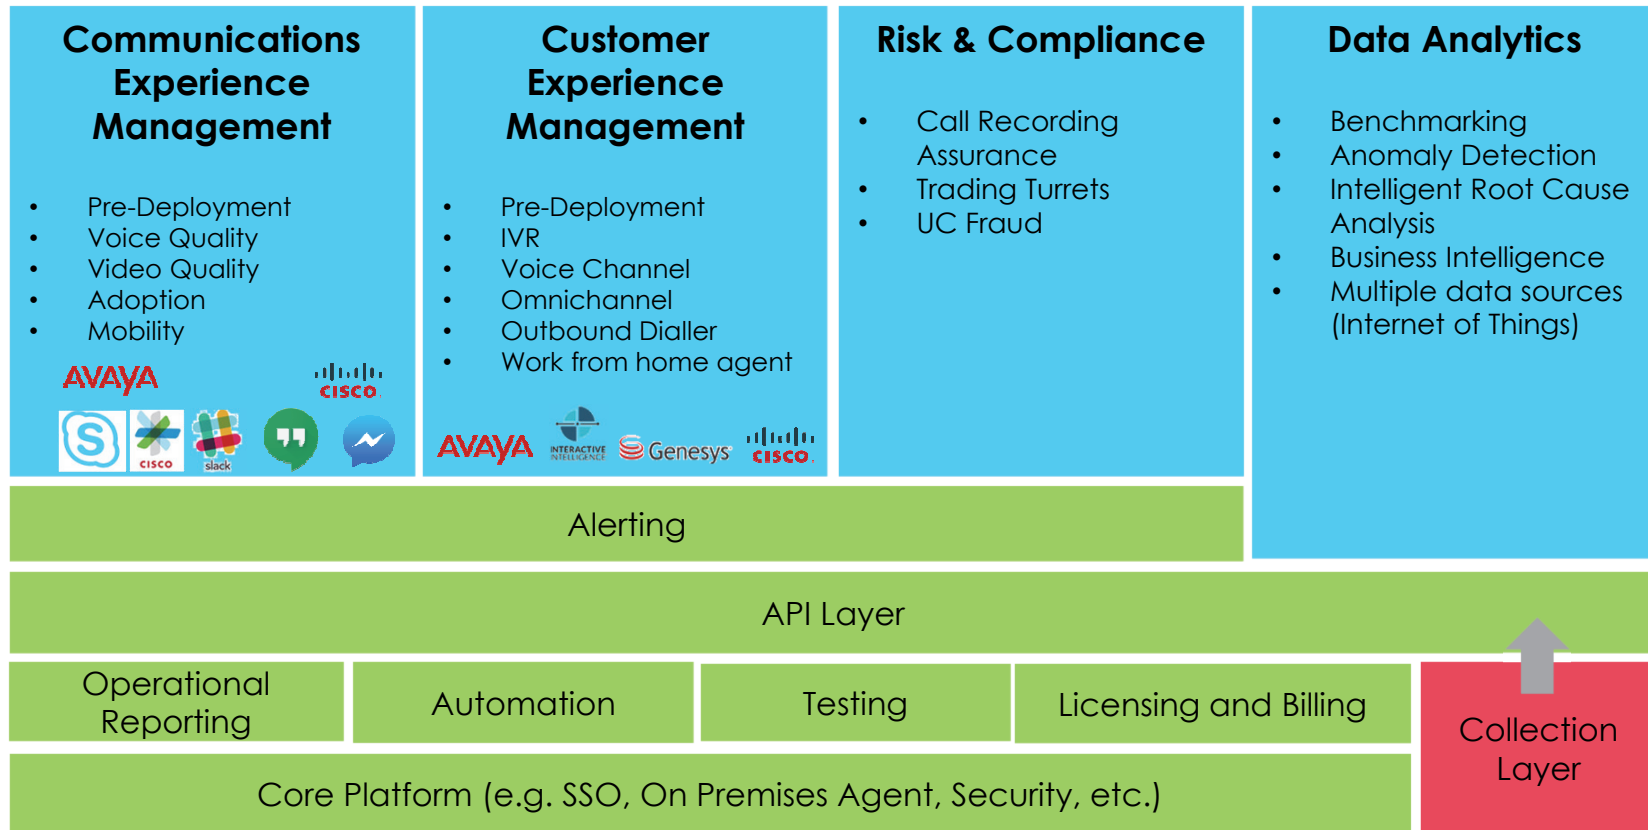 Communications
Experience
Management
• Pre-Deployment
• Voice Quality
• Video Quality
• Adoption
• Mobility
AVAYA
CISCO.
S
CISCO
slack
Customer
Experience
Management
• Pre-Deployment
• IVR
• Voice Channel
• Omnichannel
• Outbound Dialler
• Work from home agent
AVAYA
INTERACTIVE
INTELLIGENCE
Genesys
CISCO.
Risk & Compliance
• Call Recording
Assurance
• Trading Turrets
• UC Fraud
Data Analytics
• Benchmarking
• Anomaly Detection
• Intelligent Root Cause
Analysis
• Business Intelligence
• Multiple data sources
(Internet of Things)
Alerting
API Layer
Operational
Reporting
Automation
Testing
Licensing and Billing
Collection
Layer
Core Platform (e.g. SSO, On Premises Agent, Security, etc.)